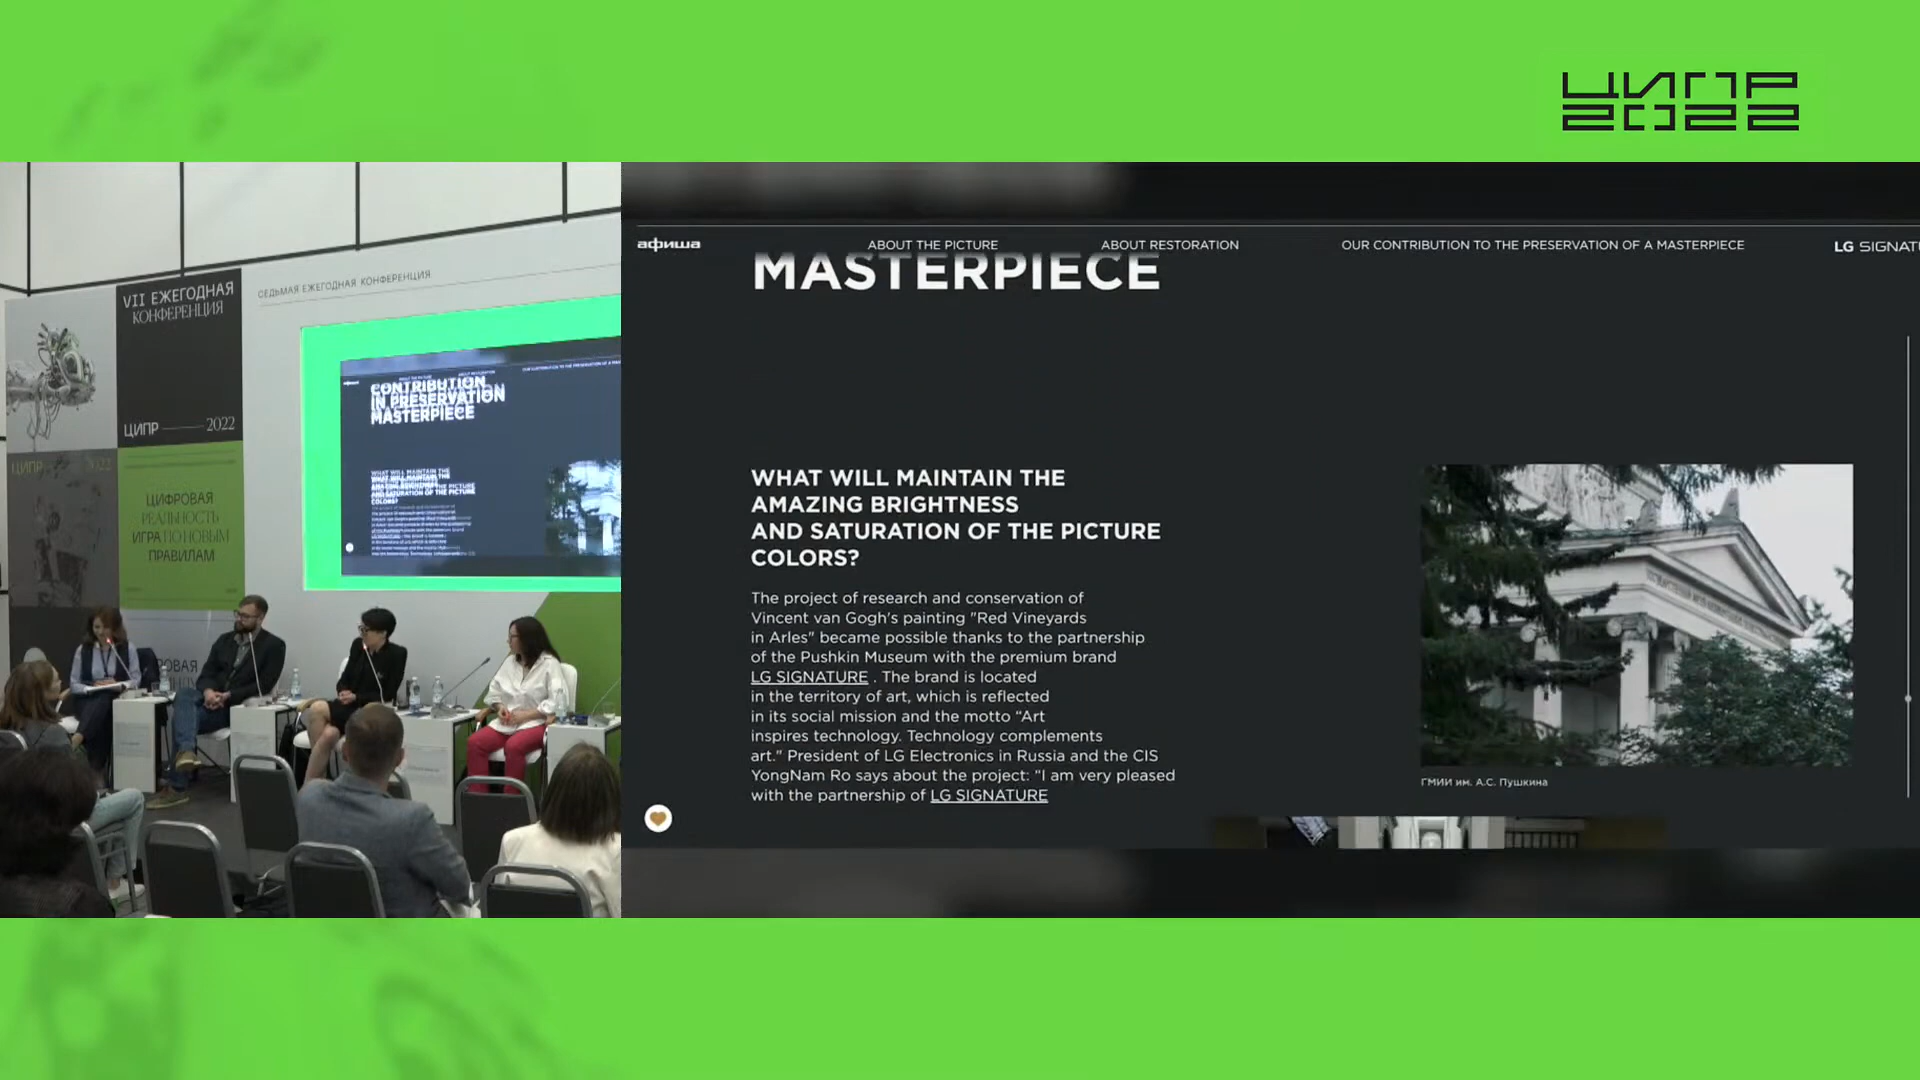 ЦИПР
2022
VII ЕЖЕГОДНАЯ
КОНФЕРЕНЦИЯ
ЦИПР 2022
СЕДЬМАЯ ЕЖЕГОДНАЯ КОНФЕРЕНЦИЯ
ЦИПР 2022
ЦИФРОВАЯ
РЕАЛЬНОСТЬ
ИГРА ПО НОВЫМ
ПРАВИЛАМ
CONTRIBUTION
IN PRESERVATION
MASTERPIECE
афиша
ABOUT THE PICTURE
ABOUT RESTORATION
OUR CONTRIBUTION TO THE PRESERVATION OF A MASTERPIECE
LG SIGNATU
MASTERPIECE
WHAT WILL MAINTAIN THE
AMAZING BRIGHTNESS
AND SATURATION OF THE PICTURE
COLORS?
The project of research and conservation of
Vincent van Gogh's painting "Red Vineyards
in Arles" became possible thanks to the partnership
of the Pushkin Museum with the premium brand
LG SIGNATURE . The brand is located
in the territory of art, which is reflected
in its social mission and the motto “Art
inspires technology. Technology complements
art." President of LG Electronics in Russia and the CIS
YongNam Ro says about the project: “I am very pleased
with the partnership of LG SIGNATURE
ГМИИ им. А.С. Пушкина